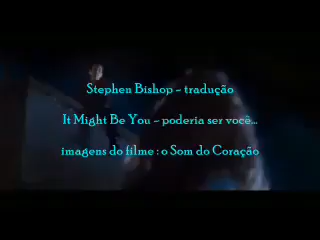 Stephen Bishop - tradução
It Might Be You - poderia ser você...
imagens do filme : o Som do Coração